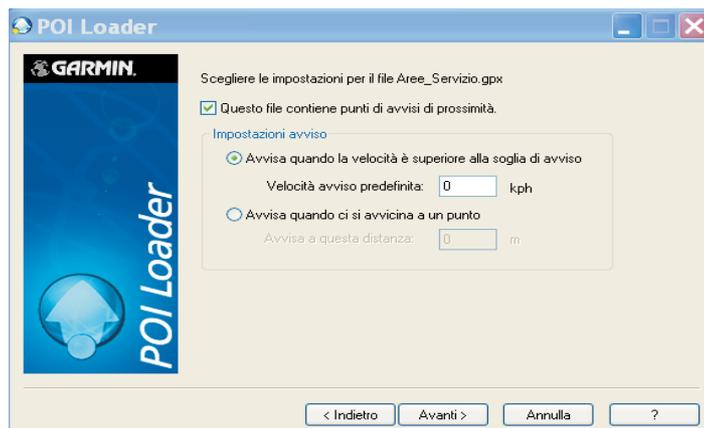 POI Loader
GARMIN.
POI Loader
Scegliere le impostazioni per il file Aree_Servizio.gpx
Questo file contiene punti di avvisi di prossimità.
Impostazioni avviso
Avvisa quando la velocità è superiore alla soglia di avviso
Velocità avviso predefinita: 0 kph
Avvisa quando ci si avvicina a un punto
Avvisa a questa distanza: 0 m
< Indietro Avanti > Annulla ?